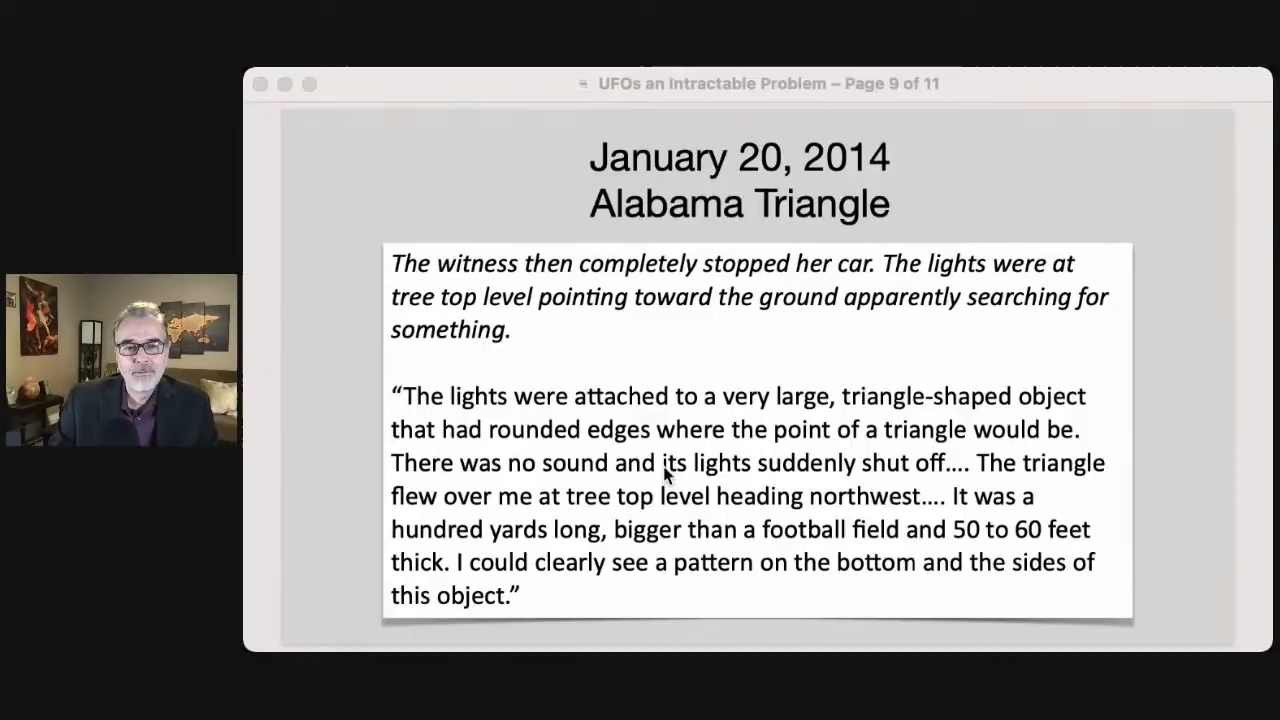 UFOs an Intractable Problem – Page 9 of 11
January 20, 2014
Alabama Triangle
The witness then completely stopped her car. The lights were at
tree top level pointing toward the ground apparently searching for
something.
“The lights were attached to a very large, triangle-shaped object
that had rounded edges where the point of a triangle would be.
There was no sound and its lights suddenly shut off.... The triangle
flew over me at tree top level heading northwest.... It was a
hundred yards long, bigger than a football field and 50 to 60 feet
thick. I could clearly see a pattern on the bottom and the sides of
this object.”